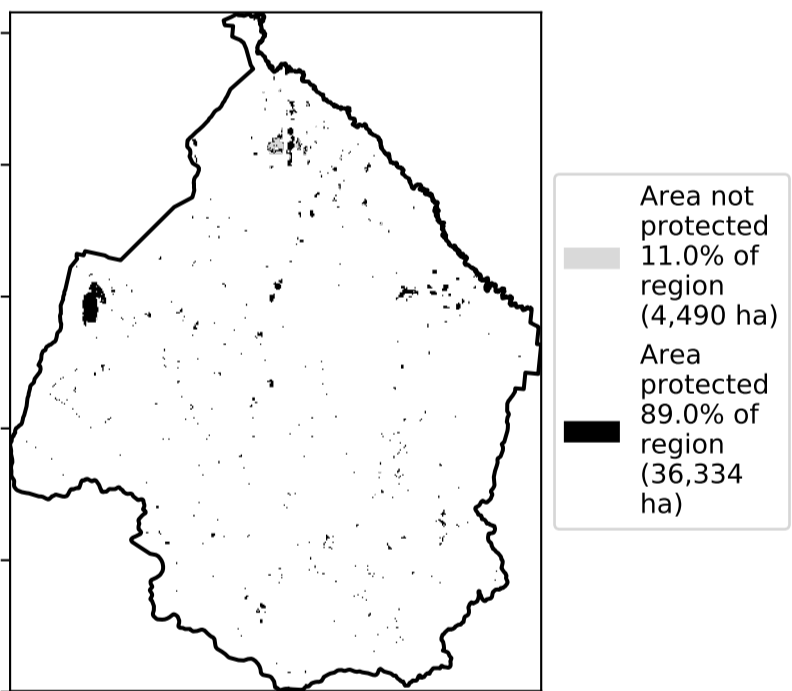 Area not
protected
11.0% of
region
(4,490 ha)
Area
protected
89.0% of
region
(36,334
ha)